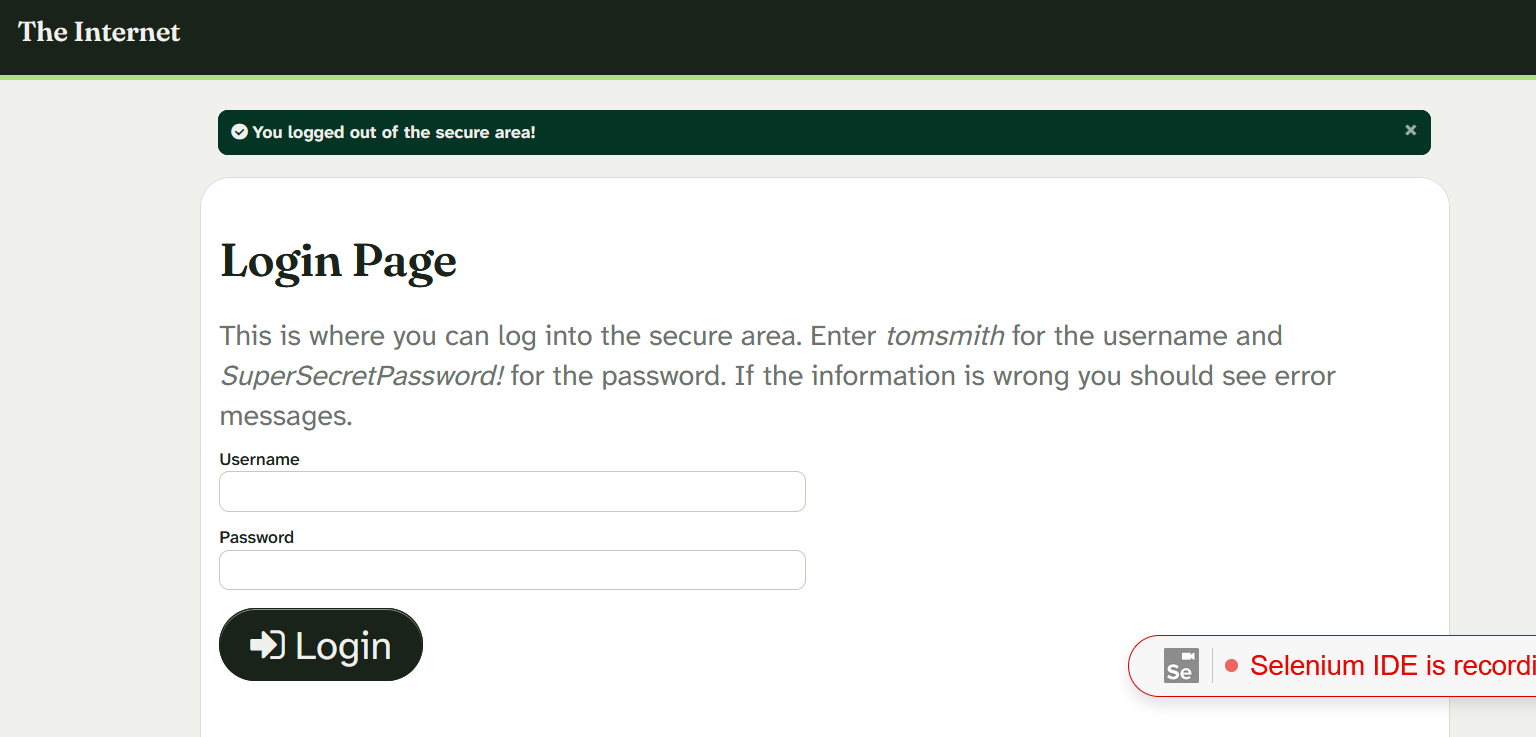 The Internet
You logged out of the secure area!
×
Login Page
This is where you can log into the secure area. Enter tomsmith for the username and
SuperSecretPassword! for the password. If the information is wrong you should see error
messages.
Username
Password
Login
Se
Selenium IDE is recordi